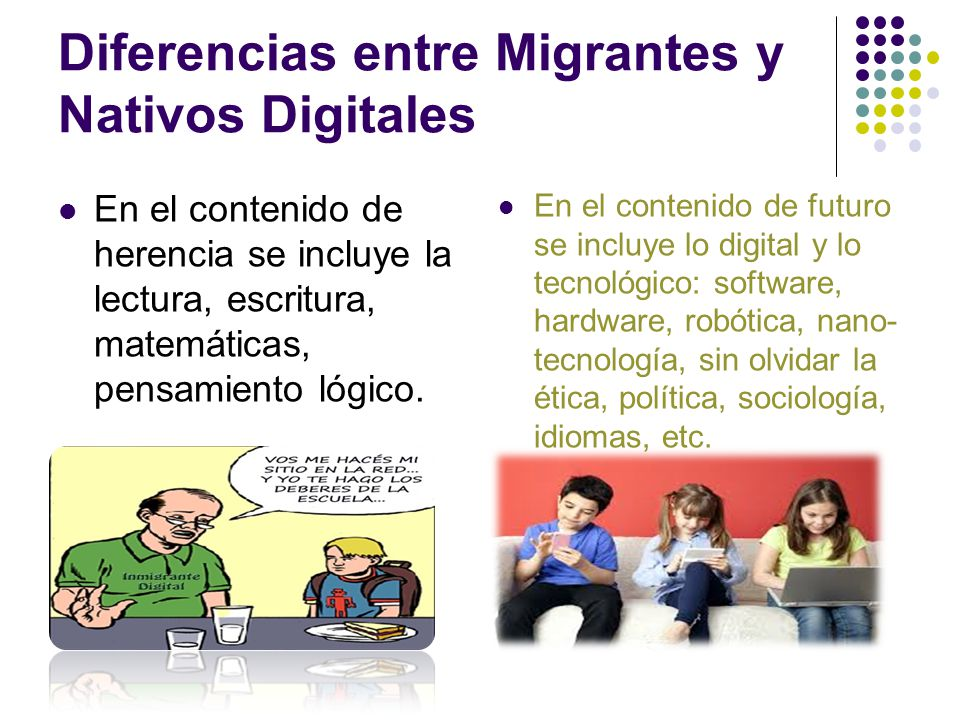 Diferencias entre Migrantes y
Nativos Digitales
En el contenido de
herencia se incluye la
lectura, escritura,
matemáticas,
pensamiento lógico.
En el contenido de futuro
se incluye lo digital y lo
tecnológico: software,
hardware, robótica, nano-
tecnología, sin olvidar la
ética, política, sociología,
idiomas, etc.
VOS ME HACÉS MI
SITIO EN LA RED...
Y YO TE HAGO LOS
DEBERES DE LA
ESCUELA...
Inmigrante
Digital